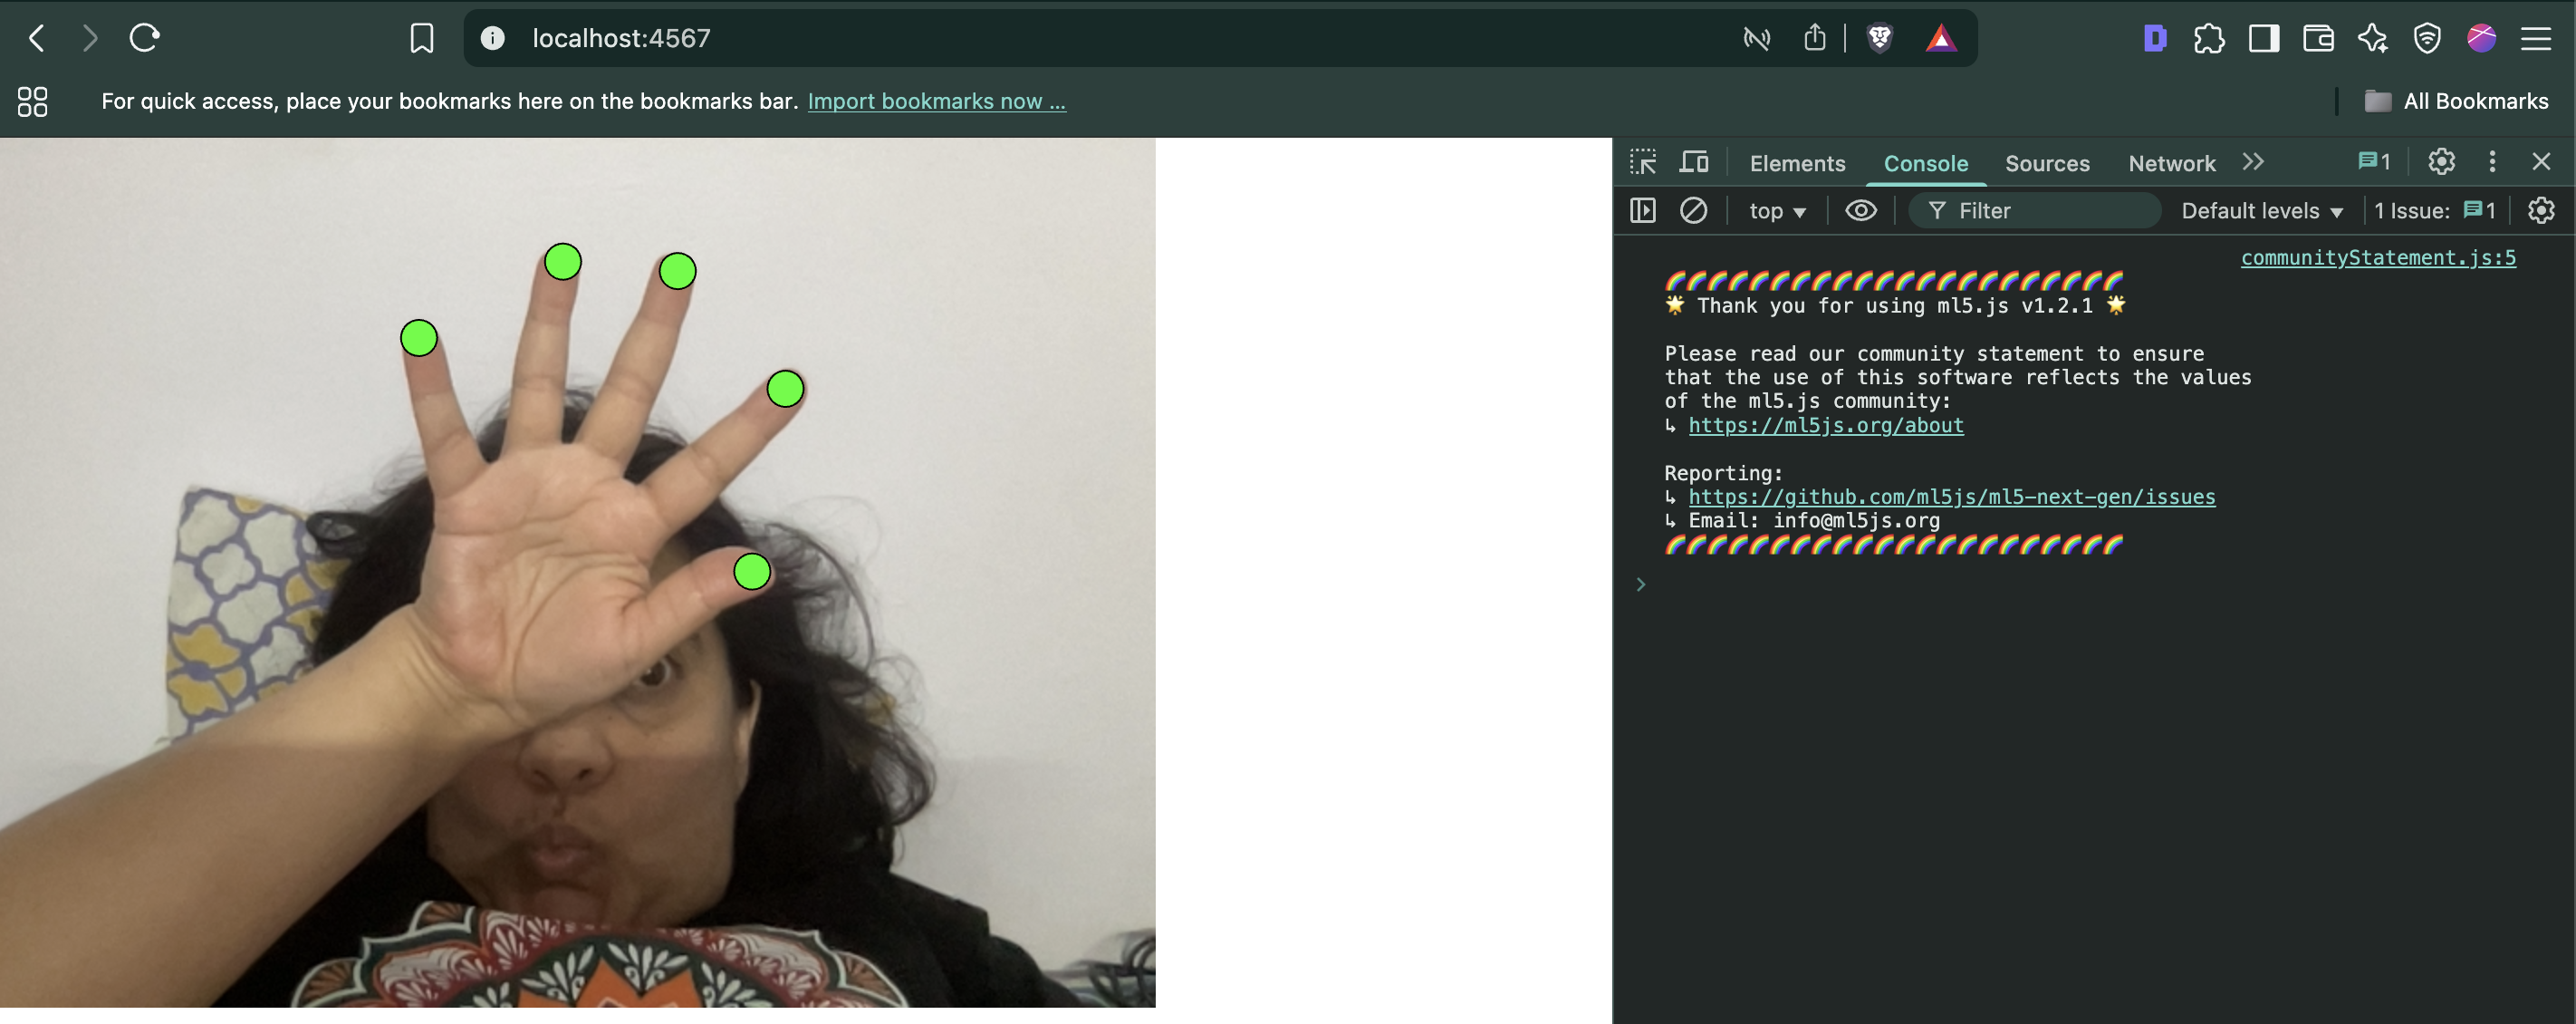 localhost:4567
For quick access, place your bookmarks here on the bookmarks bar. Import bookmarks now ...
All Bookmarks
Elements
Console
Sources
Network
1
top
Filter
Default levels
1 Issue:
1
communityStatement.js:5
🌈🌈🌈🌈🌈🌈🌈🌈🌈🌈🌈🌈🌈🌈🌈🌈🌈🌈🌈🌈🌈🌈
🌟 Thank you for using ml5.js v1.2.1 🌟
Please read our community statement to ensure
that the use of this software reflects the values
of the ml5.js community:
↳ https://ml5js.org/about
Reporting:
↳ https://github.com/ml5js/ml5-next-gen/issues
↳ Email: info@ml5js.org
🌈🌈🌈🌈🌈🌈🌈🌈🌈🌈🌈🌈🌈🌈🌈🌈🌈🌈🌈🌈🌈🌈